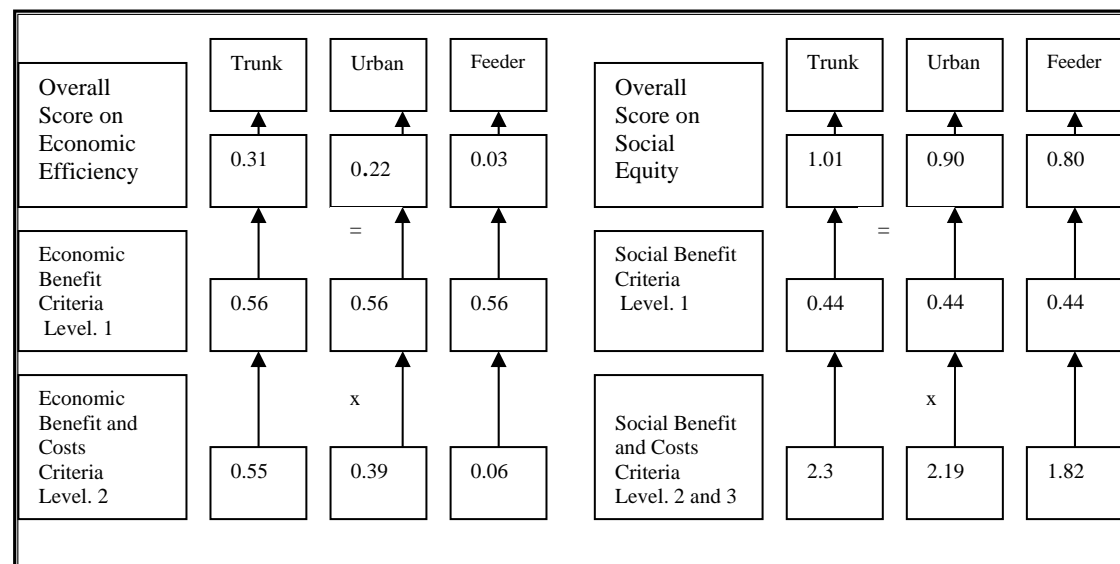 Trunk
Urban
Feeder
Overall
Score on
Economic
Efficiency
0.31
0.22
0.03
=
Economic
Benefit
Criteria
Level. 1
0.56
0.56
0.56
Economic
Benefit and
Costs
Criteria
Level. 2
x
0.55
0.39
0.06
Trunk
Urban
Feeder
Overall
Score on
Social
Equity
1.01
0.90
0.80
=
Social Benefit
Criteria
Level. 1
0.44
0.44
0.44
x
Social Benefit
and Costs
Criteria
Level. 2 and 3
2.3
2.19
1.82